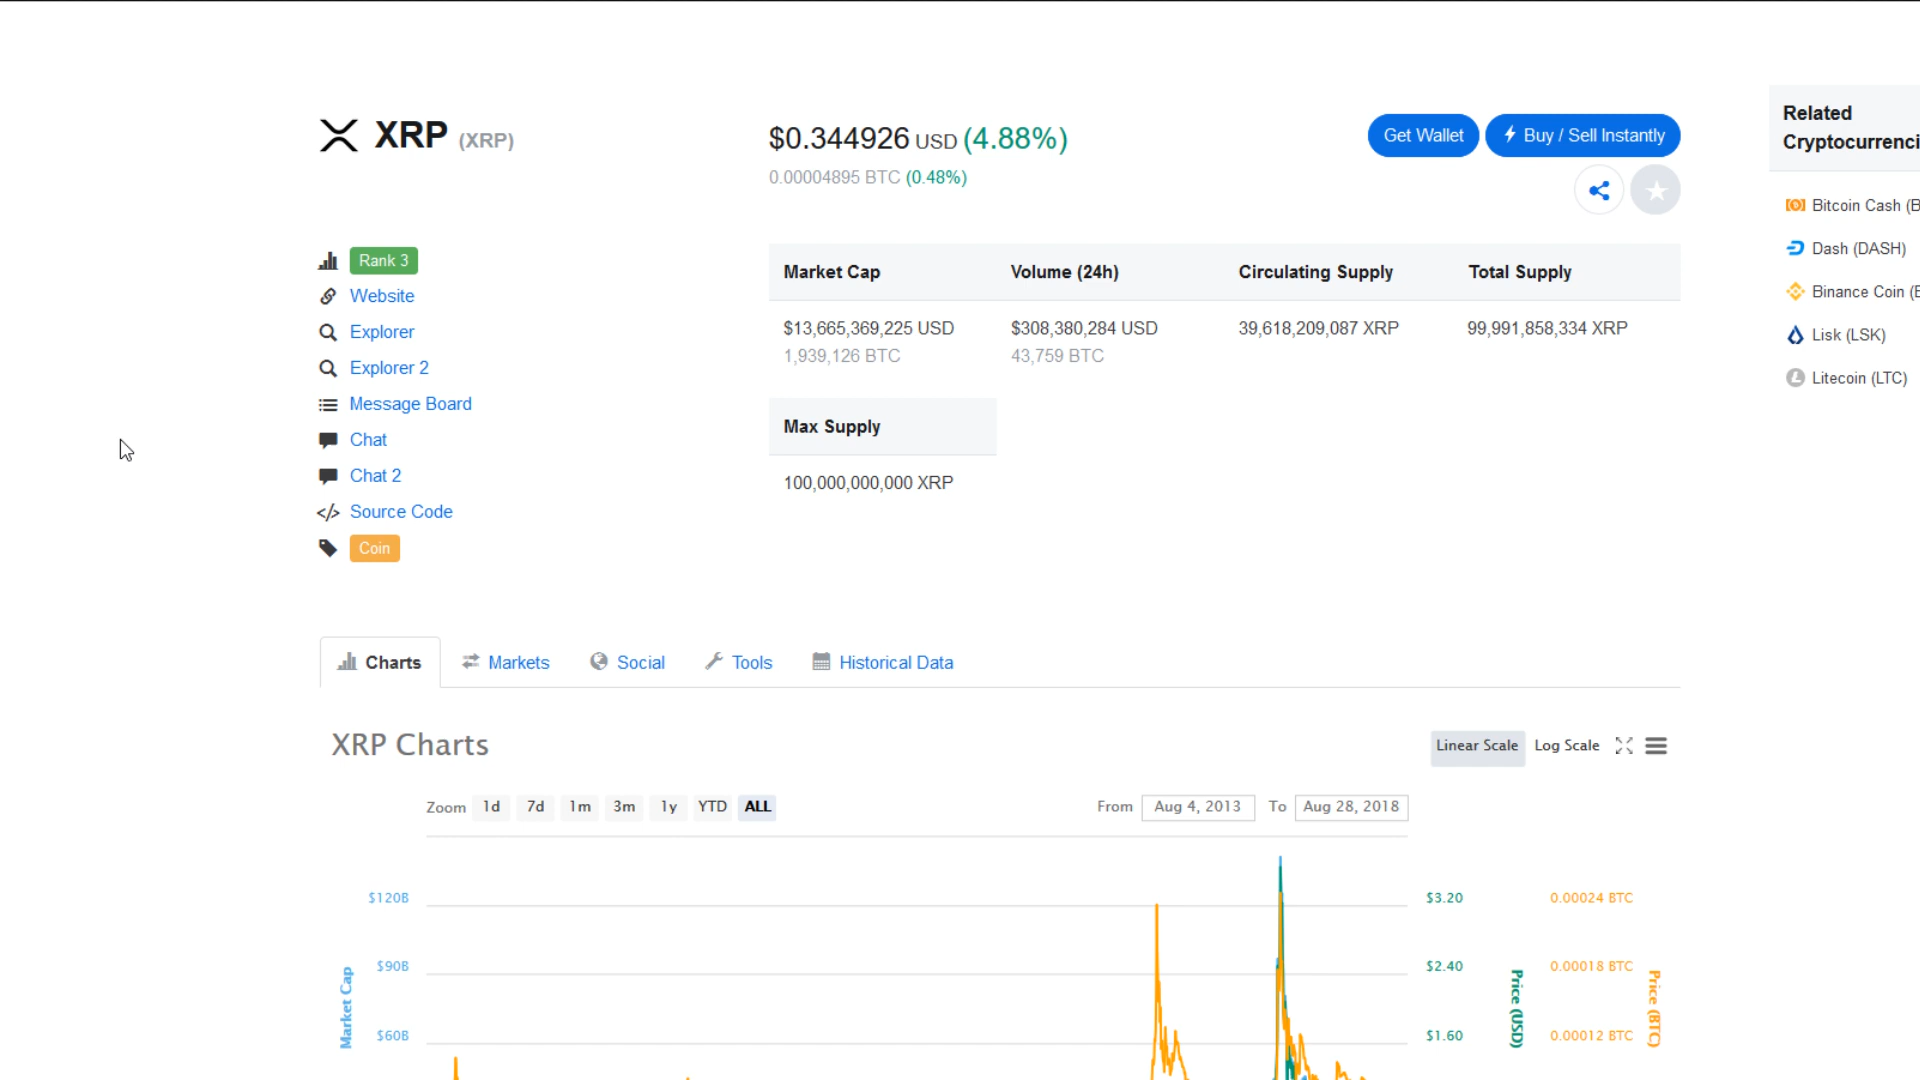 XRP (XRP)
$0.344926 USD (4.88%)
0.00004895 BTC (0.48%)
Get Wallet
Buy / Sell Instantly
Related
Cryptocurrenci
Bitcoin Cash (B
Dash (DASH)
Binance Coin (B
Lisk (LSK)
Litecoin (LTC)
Rank 3
Website
Explorer
Explorer 2
Message Board
Chat
Chat 2
Source Code
Coin
Market Cap Volume (24h) Circulating Supply Total Supply
$13,665,369,225 USD $308,380,284 USD 39,618,209,087 XRP 99,991,858,334 XRP
1,939,126 BTC 43,759 BTC
Max Supply
100,000,000,000 XRP
Charts Markets Social Tools Historical Data
XRP Charts
Linear Scale Log Scale
Zoom 1d 7d 1m 3m 1y YTD ALL
From Aug 4, 2013 To Aug 28, 2018
$120B $3.20 0.00024 BTC
$90B $2.40 0.00018 BTC
$60B $1.60 0.00012 BTC
Market Cap
Price (USD)
Price (BTC)